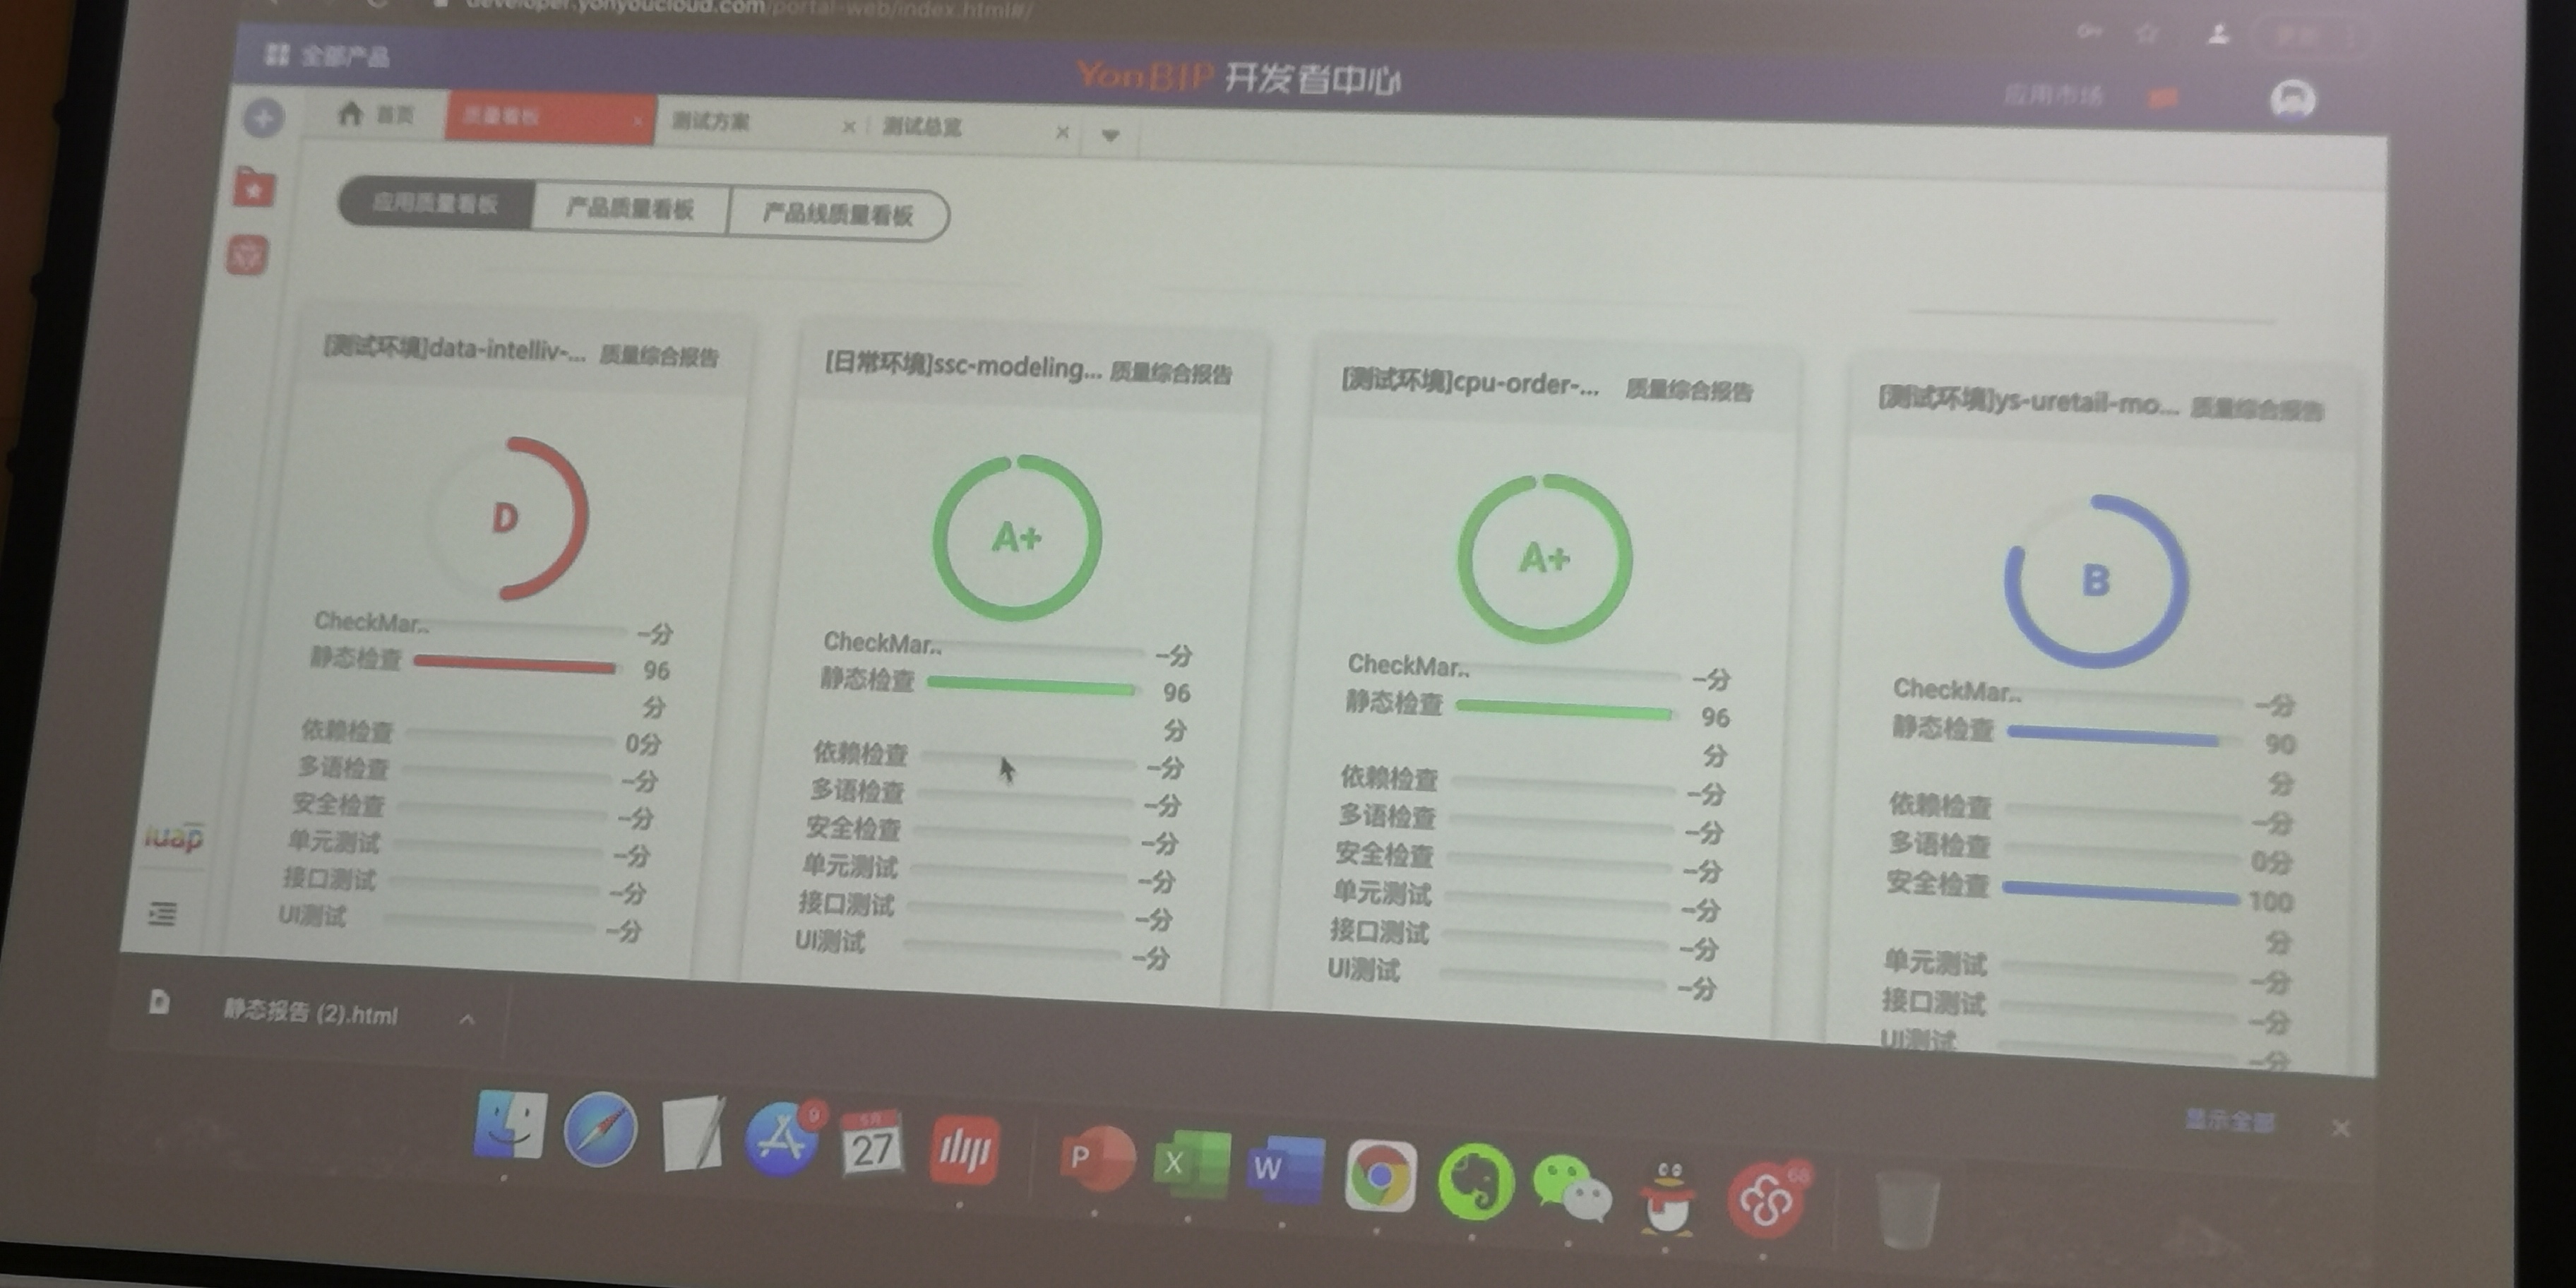 developer.yonyoucloud.com/portal-web/index.html#/
全部产品
YonBIP 开发者中心
应用市场
首页
质量看板
测试方案
测试总览
应用质量看板
产品质量看板
产品线质量看板
[测试环境]data-intelliv-... 质量综合报告
D
CheckMar.. -分
静态检查 96
分
依赖检查 0分
多语检查 -分
安全检查 -分
单元测试 -分
接口测试 -分
UI测试 -分
[日常环境]ssc-modeling... 质量综合报告
A+
CheckMar.. -分
静态检查 96
分
依赖检查 -分
多语检查 -分
安全检查 -分
单元测试 -分
接口测试 -分
UI测试 -分
[测试环境]cpu-order-... 质量综合报告
A+
CheckMar.. -分
静态检查 96
分
依赖检查 -分
多语检查 -分
安全检查 -分
单元测试 -分
接口测试 -分
UI测试 -分
[测试环境]ys-uretail-mo... 质量综合报告
B
CheckMar.. -分
静态检查 90
分
依赖检查 -分
多语检查 0分
安全检查 100
分
单元测试 -分
接口测试 -分
UI测试 -分
iuap
静态报告 (2).html
显示全部
9
27
P
X
W
68